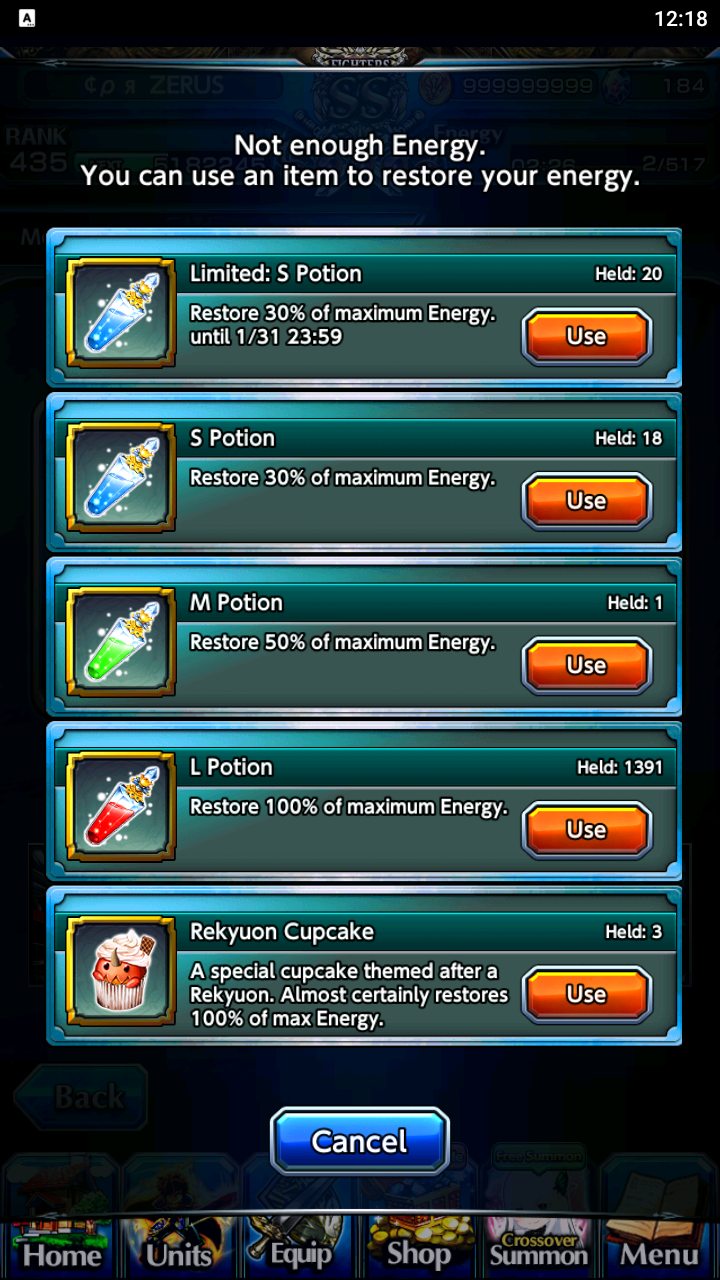 A
12:18
FIGHTERS
¢ρ я ZERUS
SS
999999999
184
RANK
435
Energy
02:26
2/517
Not enough Energy.
You can use an item to restore your energy.
Limited: S Potion
Held: 20
Restore 30% of maximum Energy.
until 1/31 23:59
Use
S Potion
Held: 18
Restore 30% of maximum Energy.
Use
M Potion
Held: 1
Restore 50% of maximum Energy.
Use
L Potion
Held: 1391
Restore 100% of maximum Energy.
Use
Rekyuon Cupcake
Held: 3
A special cupcake themed after a
Rekyuon. Almost certainly restores
100% of max Energy.
Use
Back
Cancel
Free Summon
Home
Units
Equip
Shop
Crossover
Summon
Menu